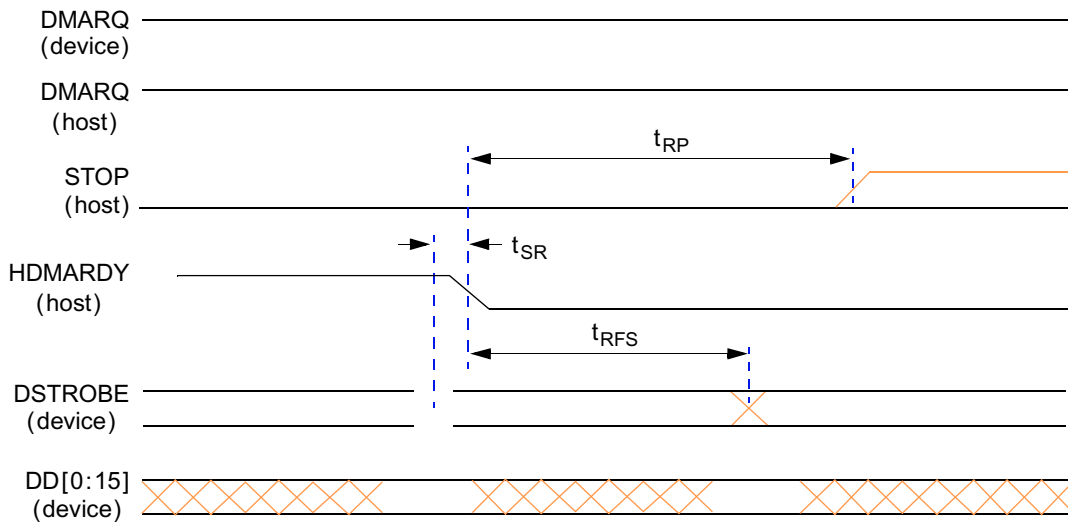 DMARQ
(device)
DMARQ
(host)
tRP
STOP
(host)
tSR
HDMARDY
(host)
tRFS
DSTROBE
(device)
DD[0:15]
(device)